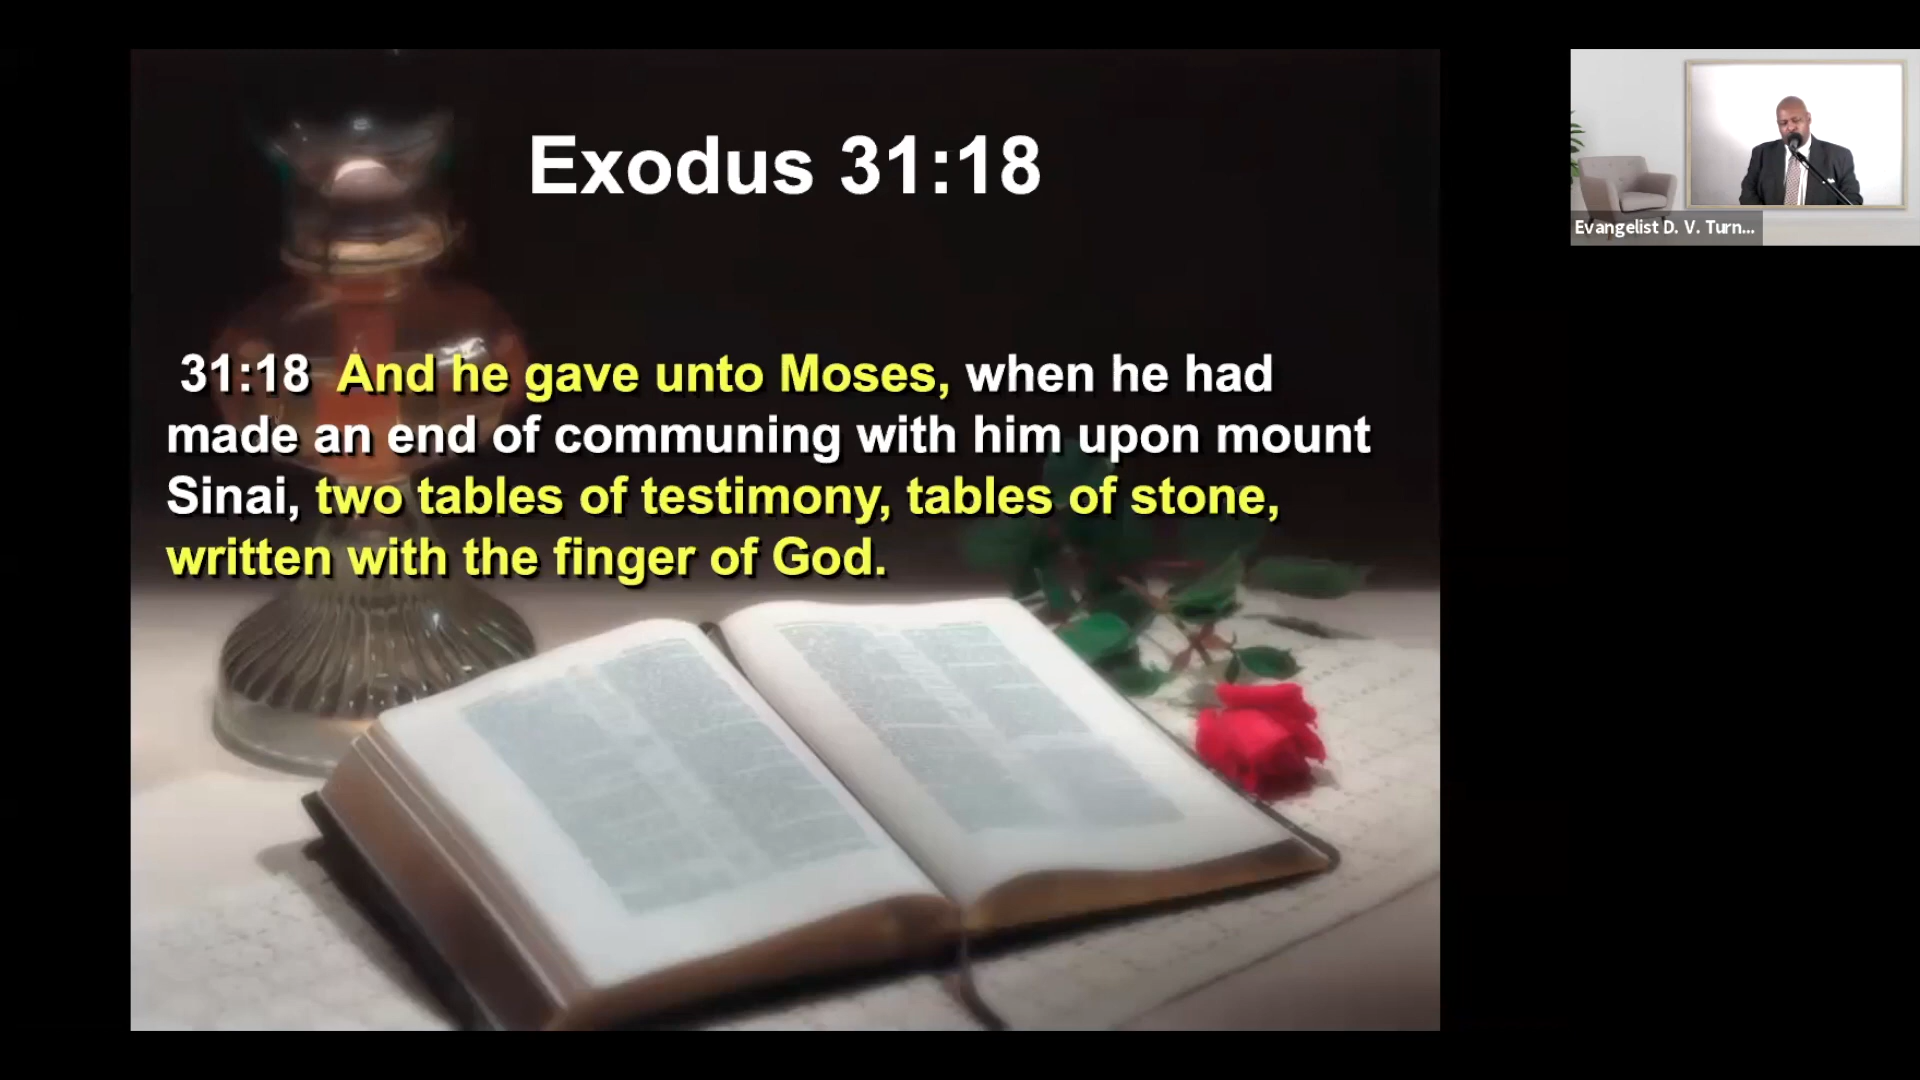 Exodus 31:18
31:18 And he gave unto Moses, when he had
made an end of communing with him upon mount
Sinai, two tables of testimony, tables of stone,
written with the finger of God.
Evangelist D. V. Turn...